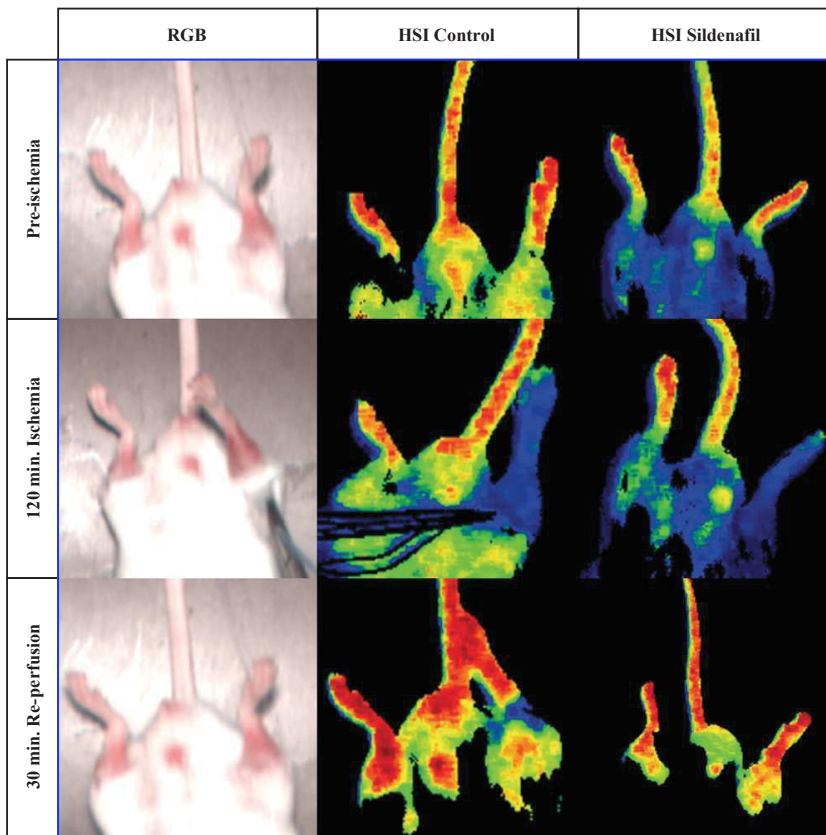 RGB
HSI Control
HSI Sildenafil
Pre-ischemia
120 min. Ischemia
30 min. Re-perfusion